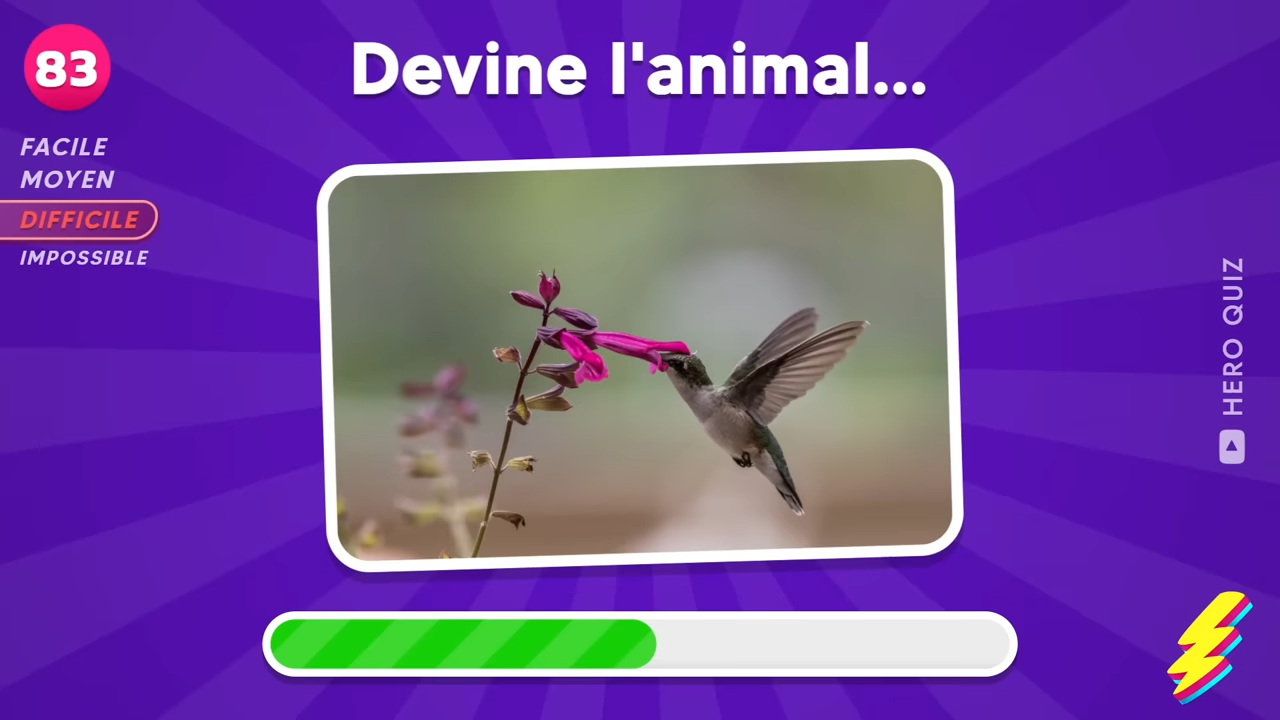 83
Devine l'animal...
FACILE
MOYEN
DIFFICILE
IMPOSSIBLE
HERO QUIZ